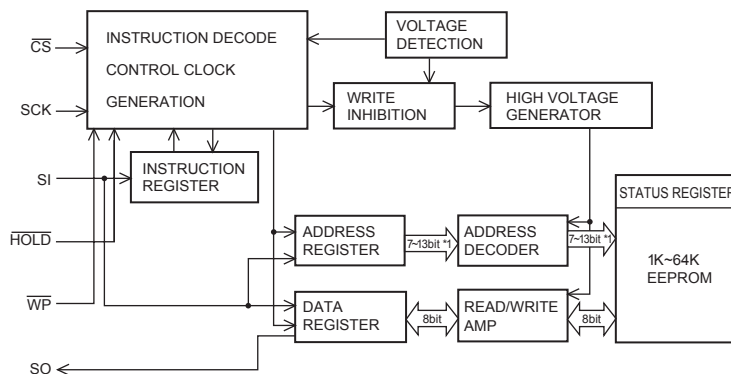 CS
SCK
SI
HOLD
WP
SO
INSTRUCTION DECODE
CONTROL CLOCK
GENERATION
VOLTAGE
DETECTION
WRITE
INHIBITION
HIGH VOLTAGE
GENERATOR
INSTRUCTION
REGISTER
ADDRESS
REGISTER
7~13bit *1
ADDRESS
DECODER
7~13bit *1
DATA
REGISTER
8bit
READ/WRITE
AMP
8bit
STATUS REGISTER
1K~64K
EEPROM